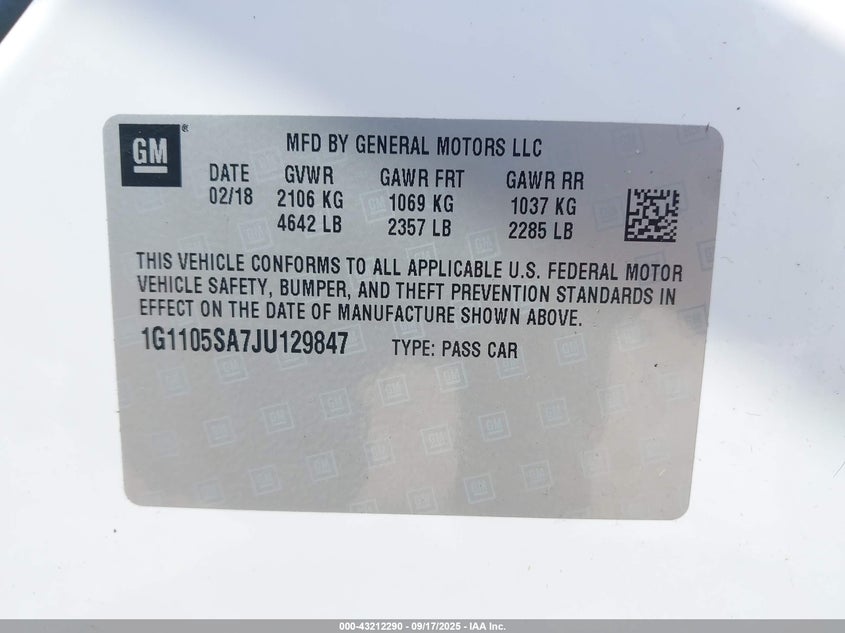 GM ®
MFD BY GENERAL MOTORS LLC
DATE GVWR GAWR FRT GAWR RR
02/18 2106 KG 1069 KG 1037 KG
4642 LB 2357 LB 2285 LB
THIS VEHICLE CONFORMS TO ALL APPLICABLE U.S. FEDERAL MOTOR
VEHICLE SAFETY, BUMPER, AND THEFT PREVENTION STANDARDS IN
EFFECT ON THE DATE OF MANUFACTURE SHOWN ABOVE.
1G1105SA7JU129847 TYPE: PASS CAR
000-43212290 - 09/17/2025 - IAA Inc.